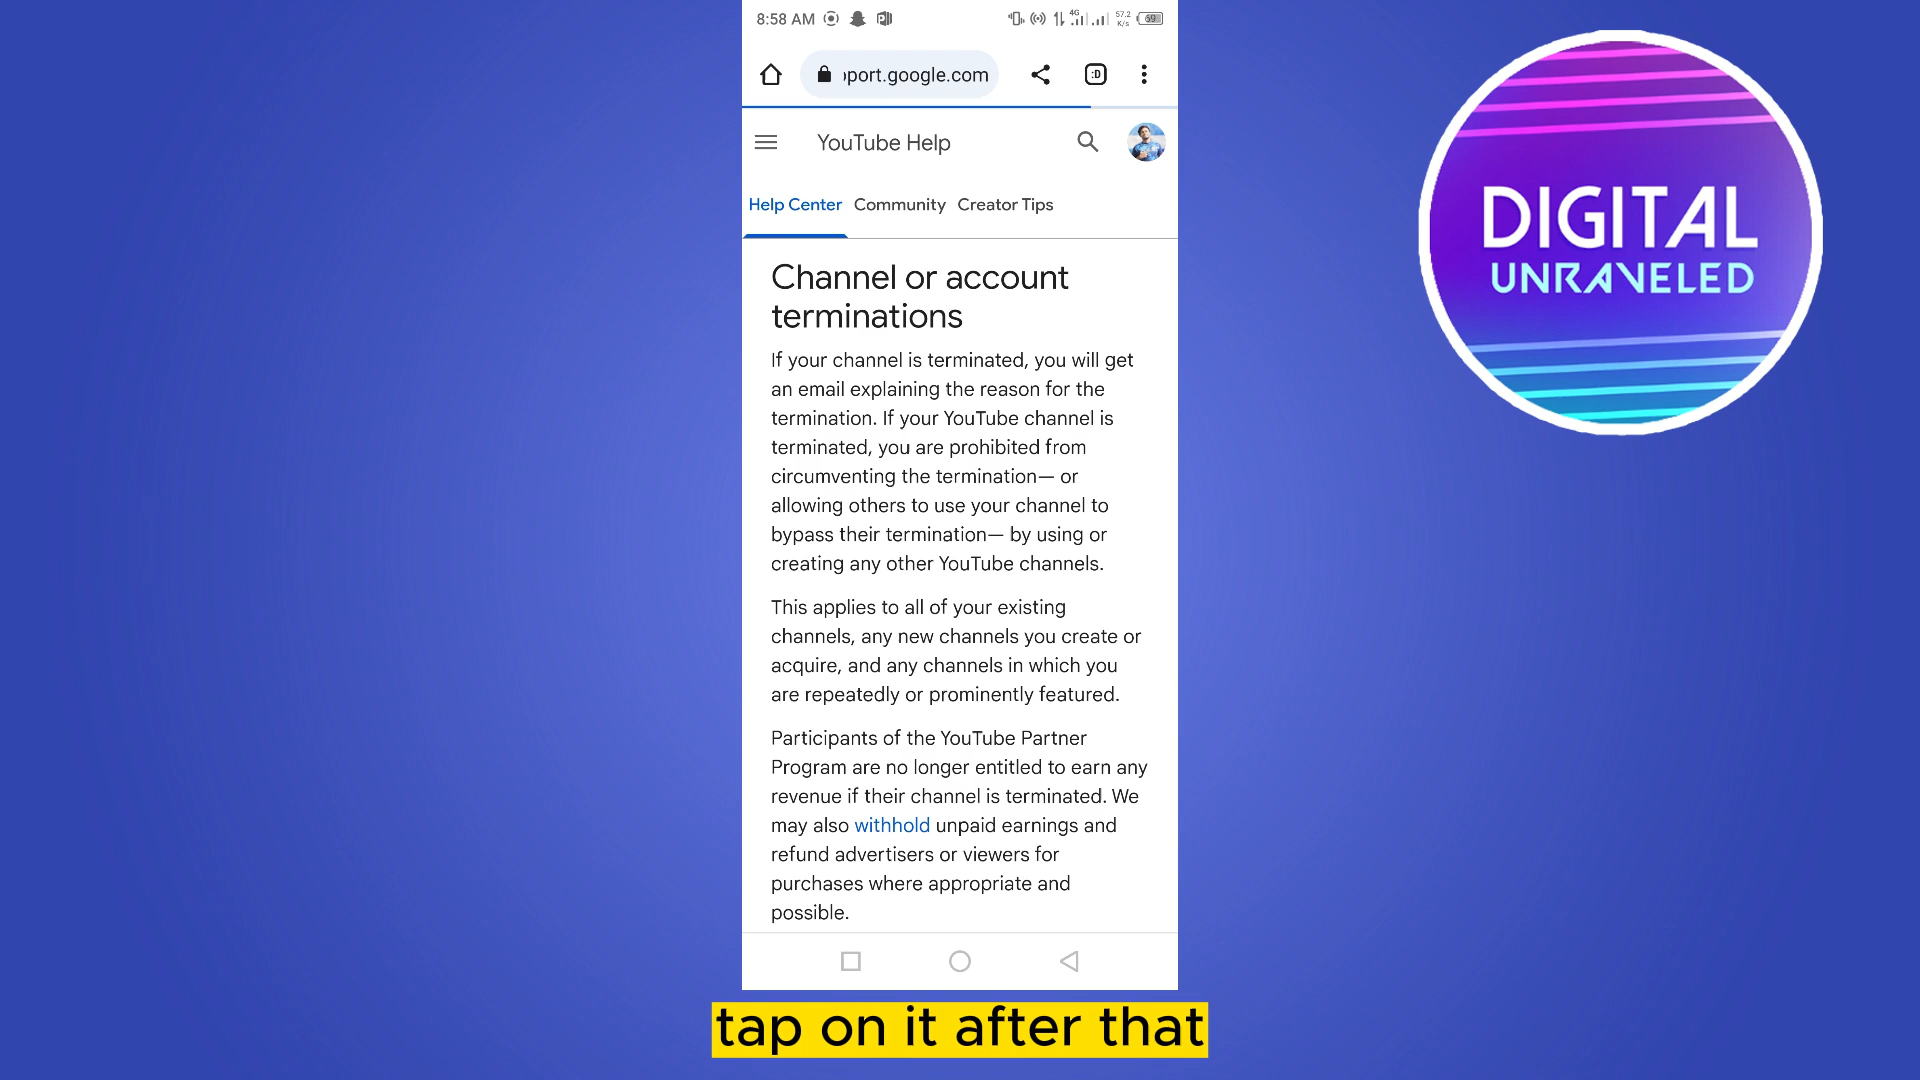 8:58 AM
4G
57.2
K/s
69
port.google.com
:D
YouTube Help
Help Center
Community
Creator Tips
DIGITAL
UNRAVELED
Channel or account
terminations
If your channel is terminated, you will get
an email explaining the reason for the
termination. If your YouTube channel is
terminated, you are prohibited from
circumventing the termination— or
allowing others to use your channel to
bypass their termination— by using or
creating any other YouTube channels.
This applies to all of your existing
channels, any new channels you create or
acquire, and any channels in which you
are repeatedly or prominently featured.
Participants of the YouTube Partner
Program are no longer entitled to earn any
revenue if their channel is terminated. We
may also withhold unpaid earnings and
refund advertisers or viewers for
purchases where appropriate and
possible.
tap on it after that